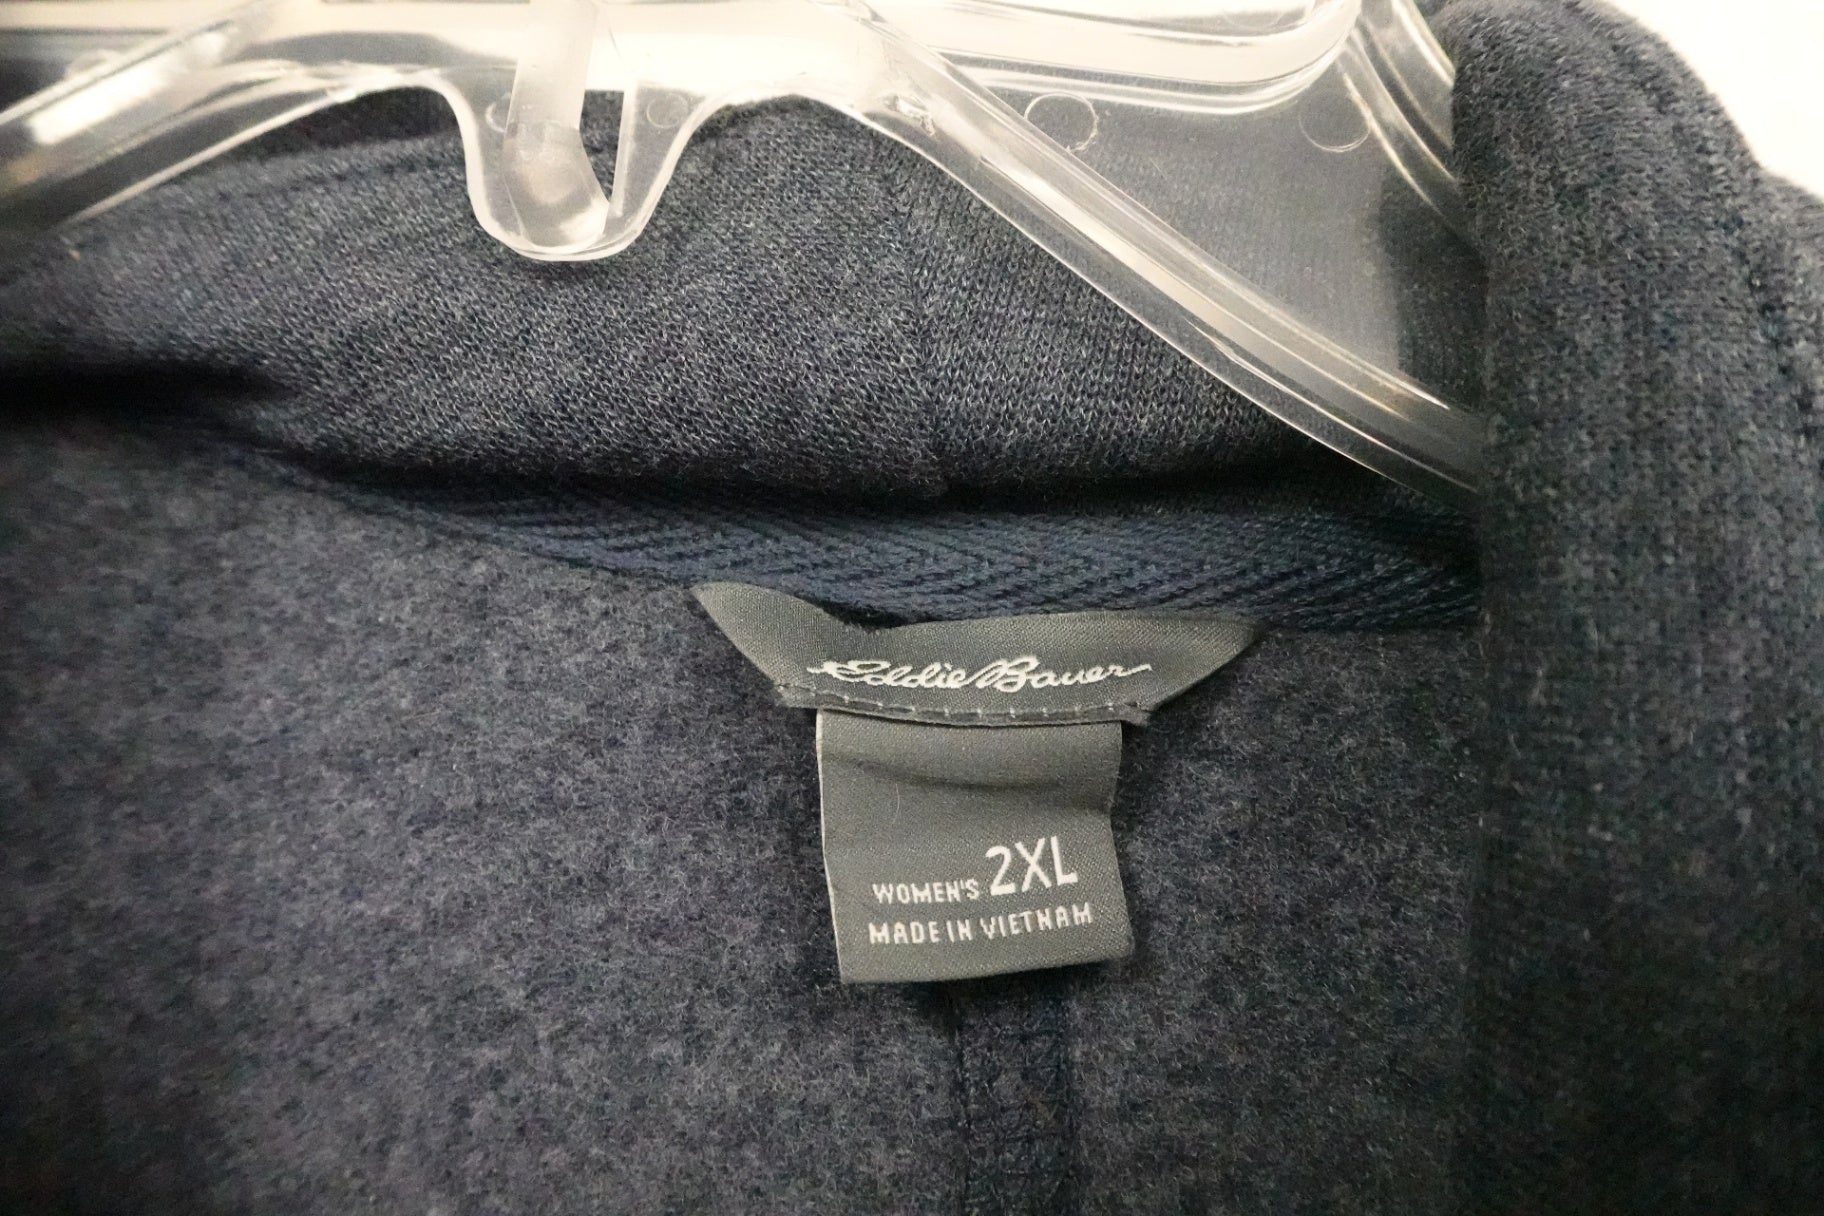 Eddie Bauer
WOMEN'S 2XL
MADE IN VIETNAM